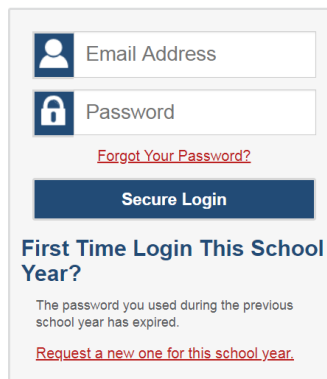 Email Address
Password
Forgot Your Password?
Secure Login
First Time Login This School
Year?
The password you used during the previous
school year has expired.
Request a new one for this school year.